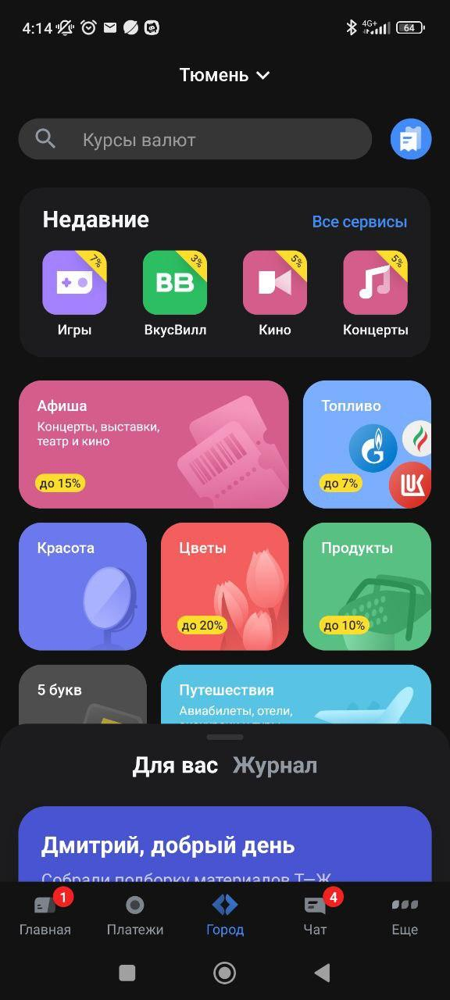 4:14
4G+
64
Тюмень
Курсы валют
Недавние
Все сервисы
7%
3%
5%
5%
BB
Игры
ВкусВилл
Кино
Концерты
Афиша
Концерты, выставки,
театр и кино
до 15%
Топливо
до 7%
LUK
Красота
Цветы
до 20%
Продукты
до 10%
5 букв
Путешествия
Авиабилеты, отели,
Для вас
Журнал
Дмитрий, добрый день
Собрали подборку материалов Т—Ж
1
4
Главная
Платежи
Город
Чат
Еще